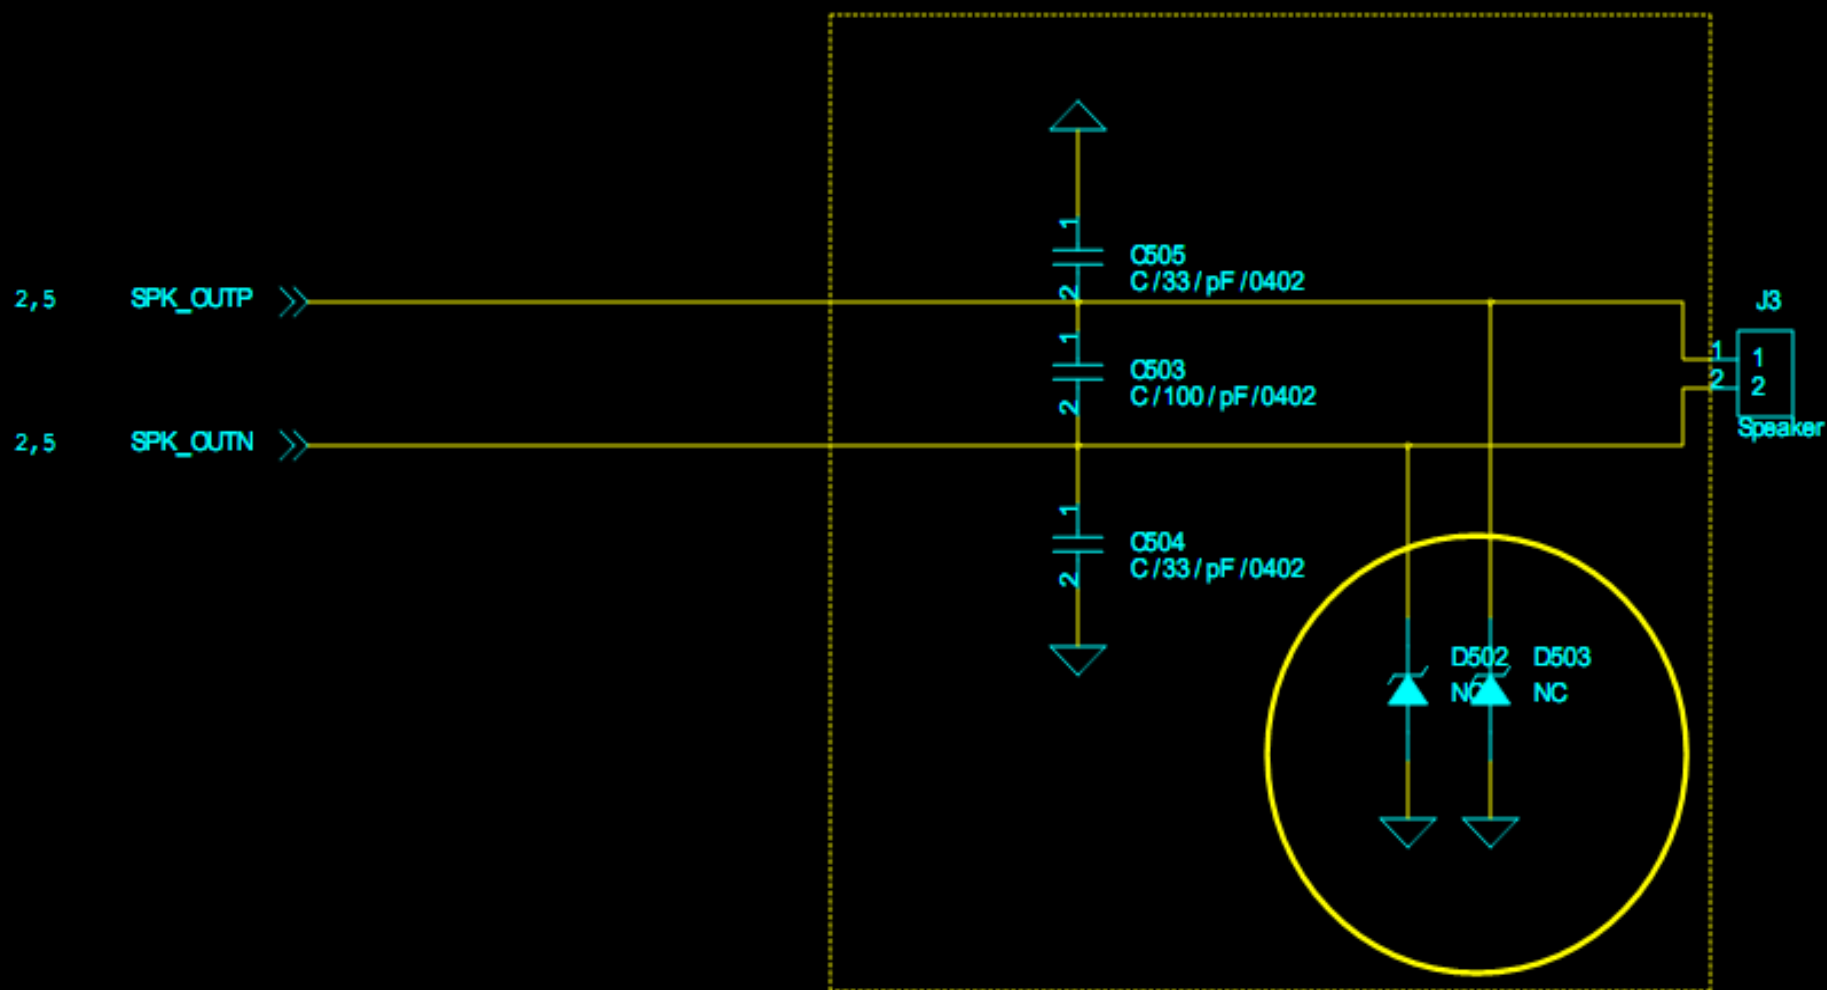 1
C505
C/33/pF/0402
2
2,5 SPK_OUTP
J3
1
C503
C/100/pF/0402
2
1 1
2 2
Speaker
2,5 SPK_OUTN
1
C504
C/33/pF/0402
2
D502 D503
NC NC